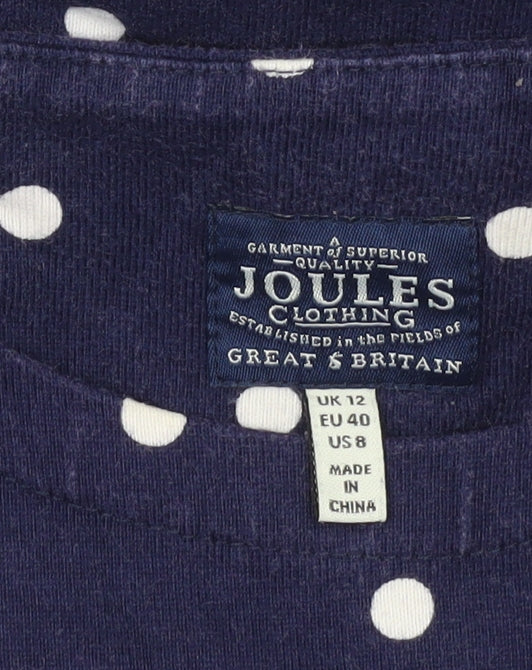 A
GARMENT of SUPERIOR
QUALITY
JOULES
CLOTHING
ESTABLISHED in the FIELDS of
GREAT & BRITAIN
UK 12
EU 40
US 8
MADE
IN
CHINA